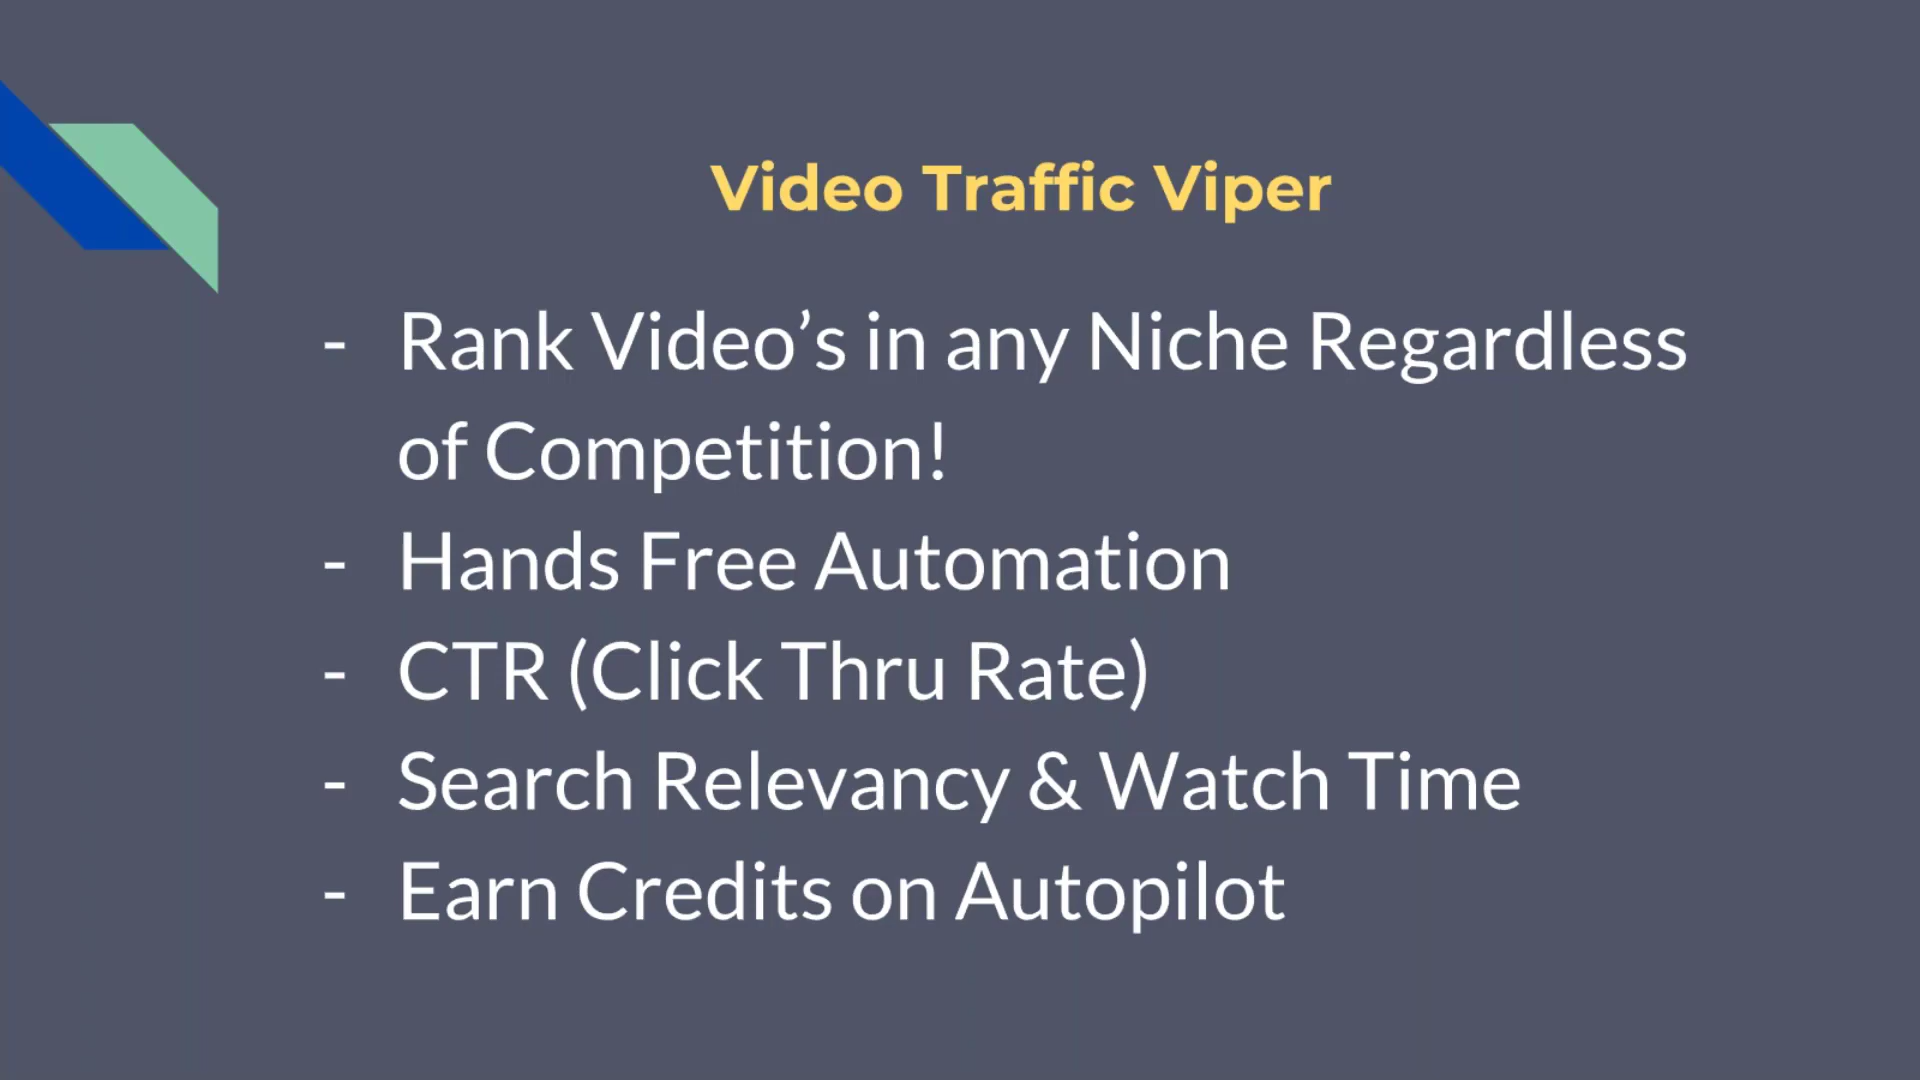 Video Traffic Viper
- Rank Video’s in any Niche Regardless
of Competition!
- Hands Free Automation
- CTR (Click Thru Rate)
- Search Relevancy & Watch Time
- Earn Credits on Autopilot